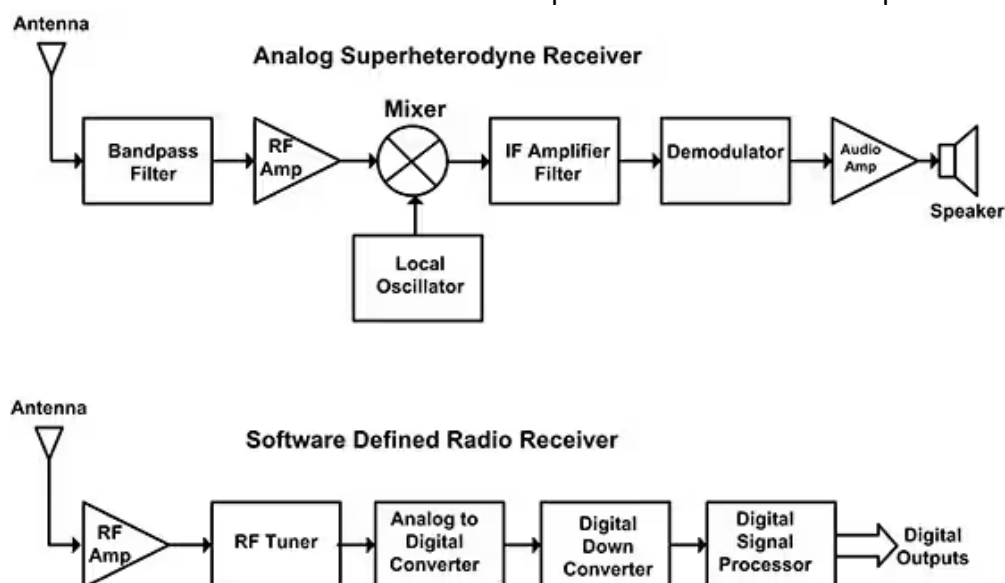 Antenna
Analog Superheterodyne Receiver
Mixer
Bandpass
Filter
RF
Amp
IF Amplifier
Filter
Demodulator
Audio
Amp
Speaker
Local
Oscillator
Antenna
Software Defined Radio Receiver
RF
Amp
RF Tuner
Analog to
Digital
Converter
Digital
Down
Converter
Digital
Signal
Processor
Digital
Outputs